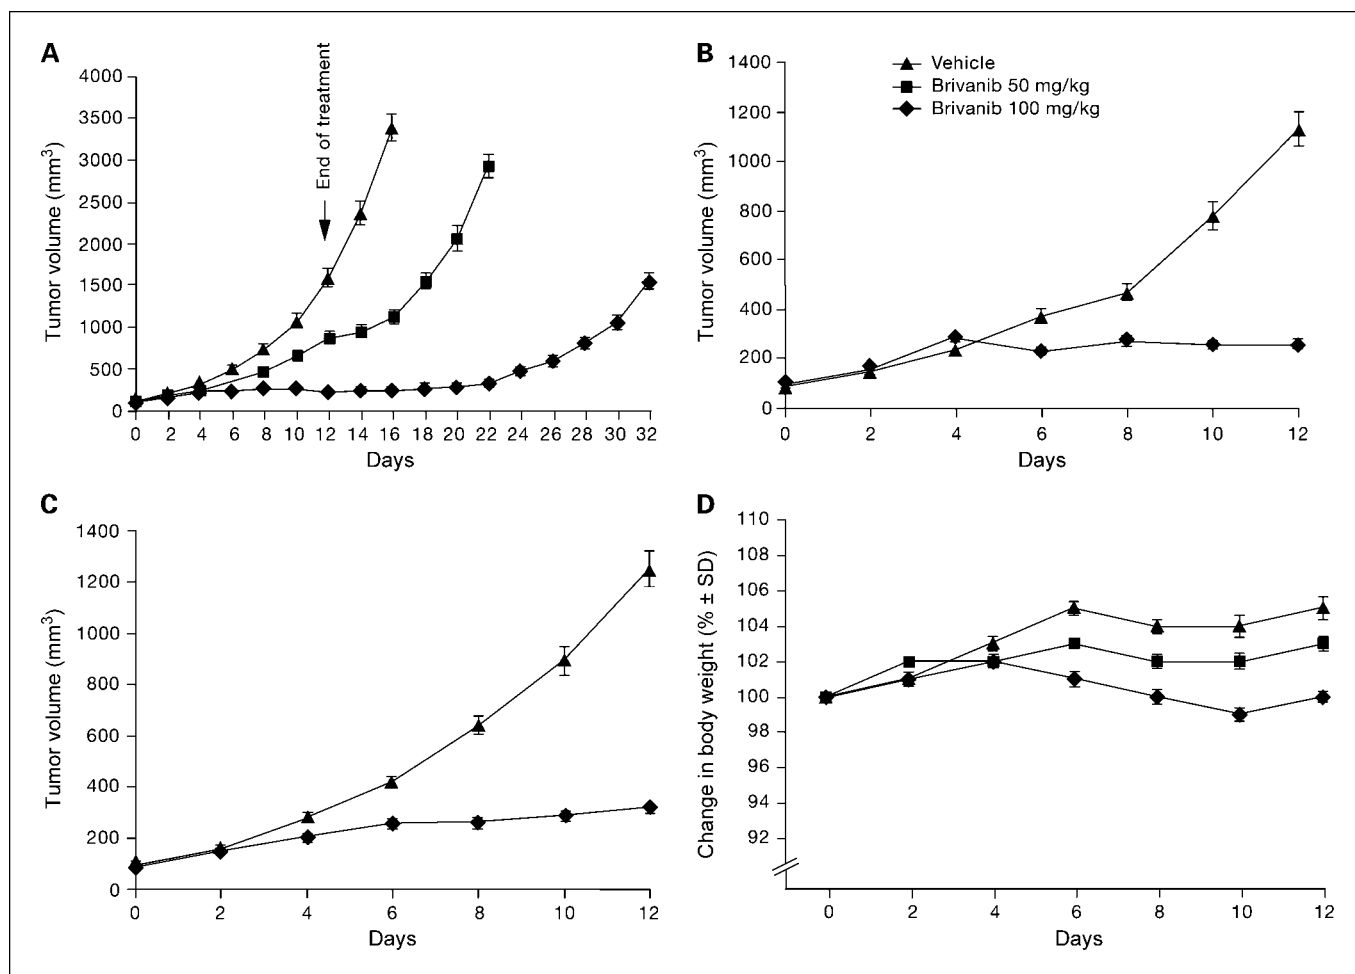 A
4000
3500
3000
2500
2000
1500
1000
500
0
Tumor volume (mm³)
End of treatment
0 2 4 6 8 10 12 14 16 18 20 22 24 26 28 30 32
Days
B
Vehicle
Brivanib 50 mg/kg
Brivanib 100 mg/kg
1400
1200
1000
800
600
400
200
0
Tumor volume (mm³)
0 2 4 6 8 10 12
Days
C
1400
1200
1000
800
600
400
200
0
Tumor volume (mm³)
0 2 4 6 8 10 12
Days
D
110
108
106
104
102
100
98
96
94
92
Change in body weight (% ± SD)
0 2 4 6 8 10 12
Days